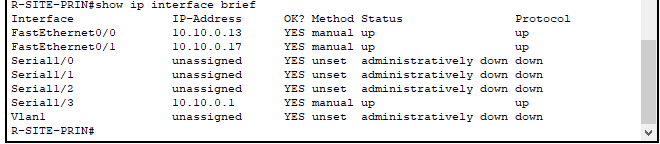 R-SITE-PRIN#show ip interface brief
Interface IP-Address OK? Method Status Protocol
FastEthernet0/0 10.10.0.13 YES manual up up
FastEthernet0/1 10.10.0.17 YES manual up up
Serial1/0 unassigned YES unset administratively down down
Serial1/1 unassigned YES unset administratively down down
Serial1/2 unassigned YES unset administratively down down
Serial1/3 10.10.0.1 YES manual up up
Vlan1 unassigned YES unset administratively down down
R-SITE-PRIN#